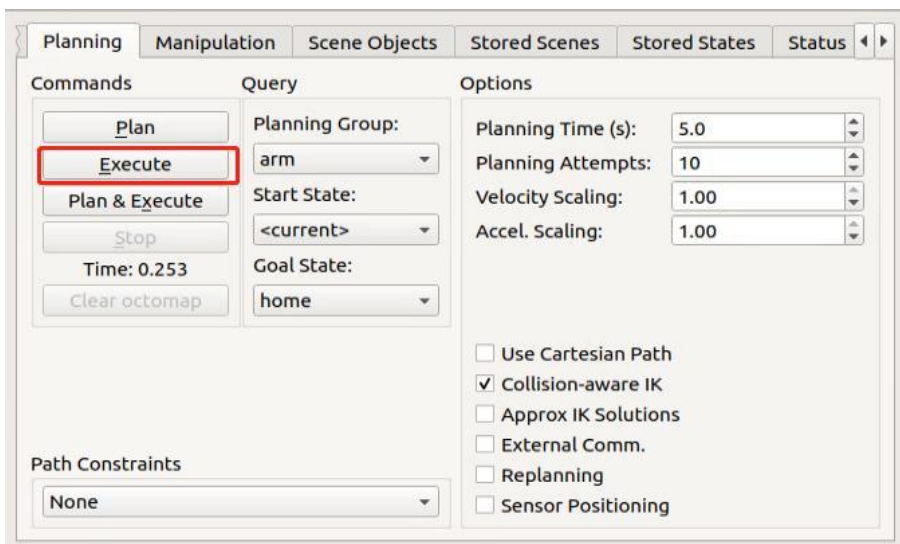 Planning Manipulation Scene Objects Stored Scenes Stored States Status
Commands
Plan
Execute
Plan & Execute
Stop
Time: 0.253
Clear octomap
Query
Planning Group:
arm
Start State:
<current>
Goal State:
home
Options
Planning Time (s): 5.0
Planning Attempts: 10
Velocity Scaling: 1.00
Accel. Scaling: 1.00
Use Cartesian Path
Collision-aware IK
Approx IK Solutions
External Comm.
Replanning
Sensor Positioning
Path Constraints
None